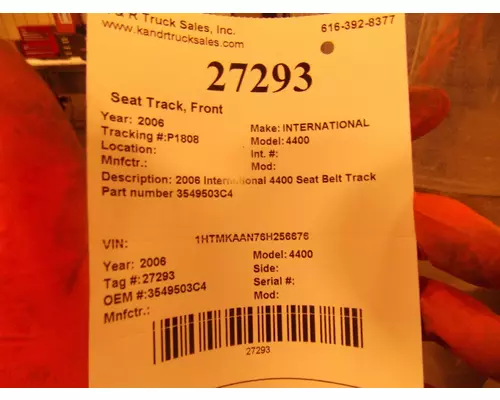 & R Truck Sales, Inc.
616-392-8377
www.kandrtrucksales.com
27293
Seat Track, Front
Year: 2006
Make: INTERNATIONAL
Tracking #:P1808
Model: 4400
Location:
Int. #:
Mnfctr.:
Mod:
Description: 2006 International 4400 Seat Belt Track
Part number 3549503C4
VIN: 1HTMKAAN76H256676
Year: 2006
Model: 4400
Tag #: 27293
Side:
OEM #:3549503C4
Serial #:
Mnfctr.:
Mod:
27293